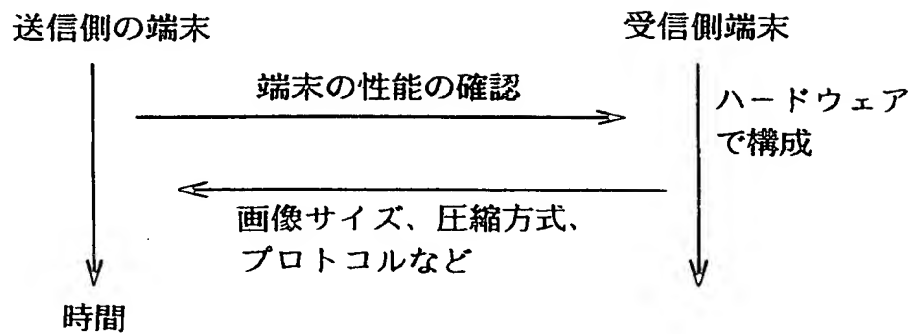 送信側の端末
受信側端末
端末の性能の確認
ハードウェア
で構成
画像サイズ、圧縮方式、
プロトコルなど
時間